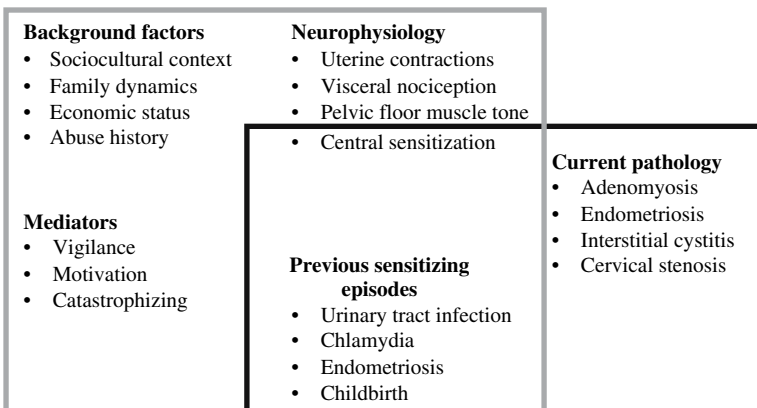 Background factors
• Sociocultural context
• Family dynamics
• Economic status
• Abuse history
Neurophysiology
• Uterine contractions
• Visceral nociception
• Pelvic floor muscle tone
• Central sensitization
Mediators
• Vigilance
• Motivation
• Catastrophizing
Previous sensitizing
episodes
• Urinary tract infection
• Chlamydia
• Endometriosis
• Childbirth
Current pathology
• Adenomyosis
• Endometriosis
• Interstitial cystitis
• Cervical stenosis